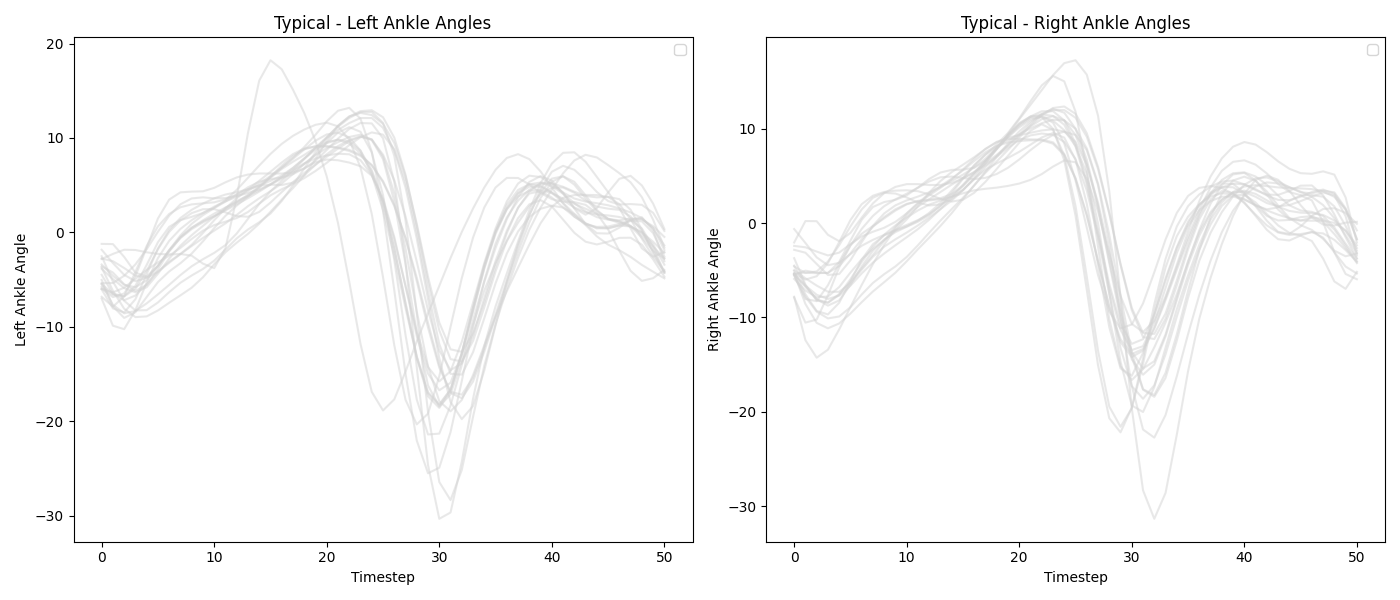 Typical - Left Ankle Angles
20
10
0
−10
−20
−30
Left Ankle Angle
0 10 20 30 40 50
Timestep
Typical - Right Ankle Angles
10
0
−10
−20
−30
Right Ankle Angle
0 10 20 30 40 50
Timestep